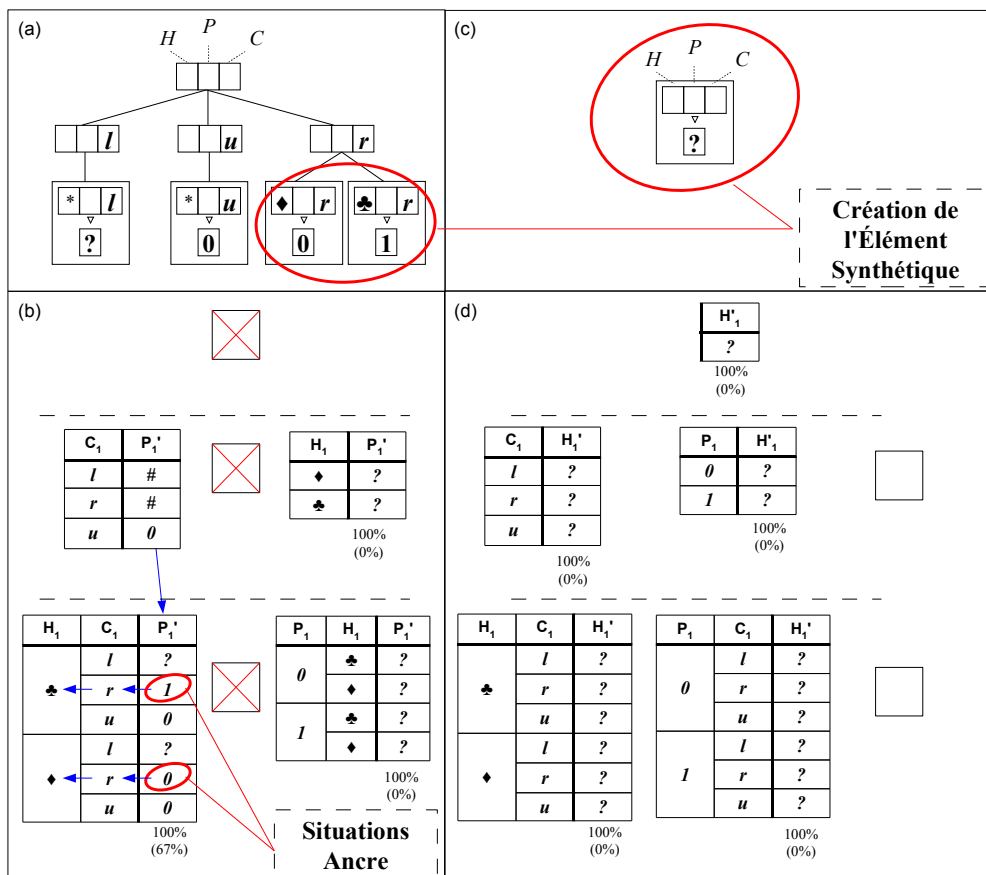 (a)
H P C
l u r
* l * u ♦ r ♣ r
? 0 0 1
(c)
H P C
?
Création de
l'Élément
Synthétique
(b)
C1 P1'
l #
r #
u 0
H1 P1'
♦ ?
♣ ?
100%
(0%)
H1 C1 P1'
l ?
♣ r 1
u 0
l ?
♦ r 0
u 0
100%
(67%)
P1 H1 P1'
0 ♣ ?
♦ ?
1 ♣ ?
♦ ?
100%
(0%)
Situations
Ancre
(d)
H'1
?
100%
(0%)
C1 H1'
l ?
r ?
u ?
100%
(0%)
P1 H'1
0 ?
1 ?
100%
(0%)
H1 C1 H1'
l ?
♣ r ?
u ?
l ?
♦ r ?
u ?
100%
(0%)
P1 C1 H1'
l ?
0 r ?
u ?
l ?
1 r ?
u ?
100%
(0%)